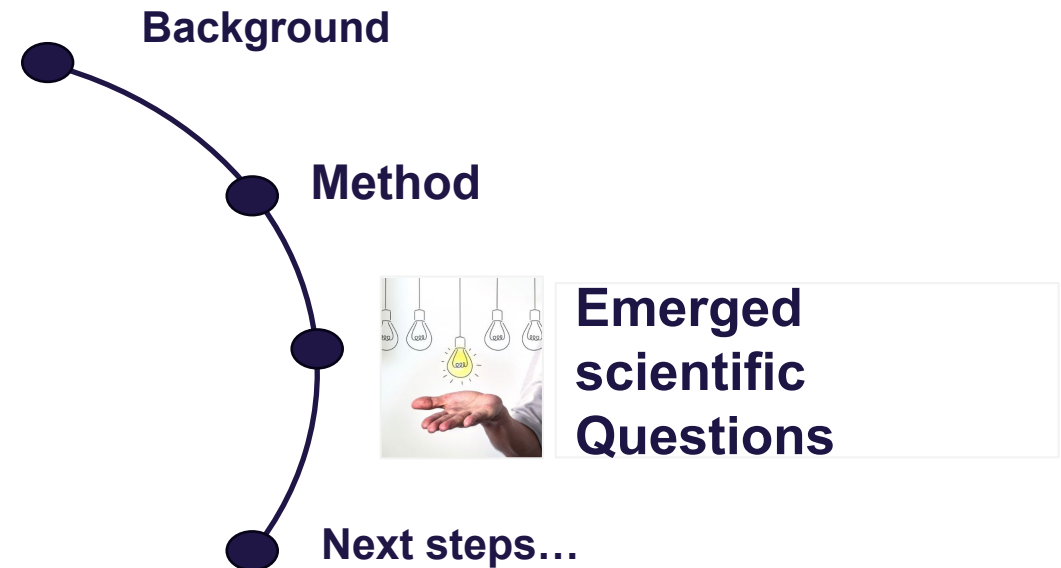 Background
Method
Emerged
scientific
Questions
Next steps…